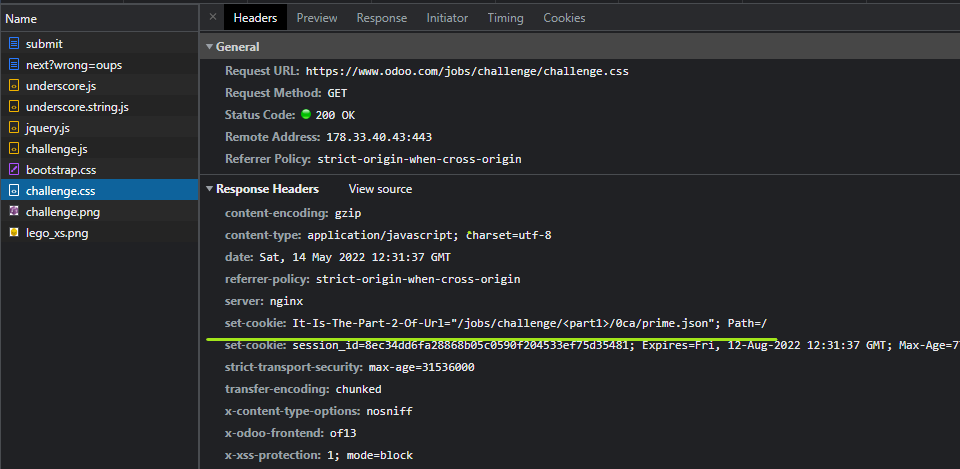 Name
× Headers Preview Response Initiator Timing Cookies
submit
next?wrong=oups
underscore.js
underscore.string.js
jquery.js
challenge.js
bootstrap.css
challenge.css
challenge.png
lego_xs.png
General
Request URL: https://www.odoo.com/jobs/challenge/challenge.css
Request Method: GET
Status Code: 200 OK
Remote Address: 178.33.40.43:443
Referrer Policy: strict-origin-when-cross-origin
Response Headers View source
content-encoding: gzip
content-type: application/javascript; charset=utf-8
date: Sat, 14 May 2022 12:31:37 GMT
referrer-policy: strict-origin-when-cross-origin
server: nginx
set-cookie: It-Is-The-Part-2-Of-Url="/jobs/challenge/<part1>/0ca/prime.json"; Path=/
set-cookie: session_id=8ec34dd6fa28868b05c0590f204533ef75d35481; Expires=Fri, 12-Aug-2022 12:31:37 GMT; Max-Age=7
strict-transport-security: max-age=31536000
transfer-encoding: chunked
x-content-type-options: nosniff
x-odoo-frontend: of13
x-xss-protection: 1; mode=block